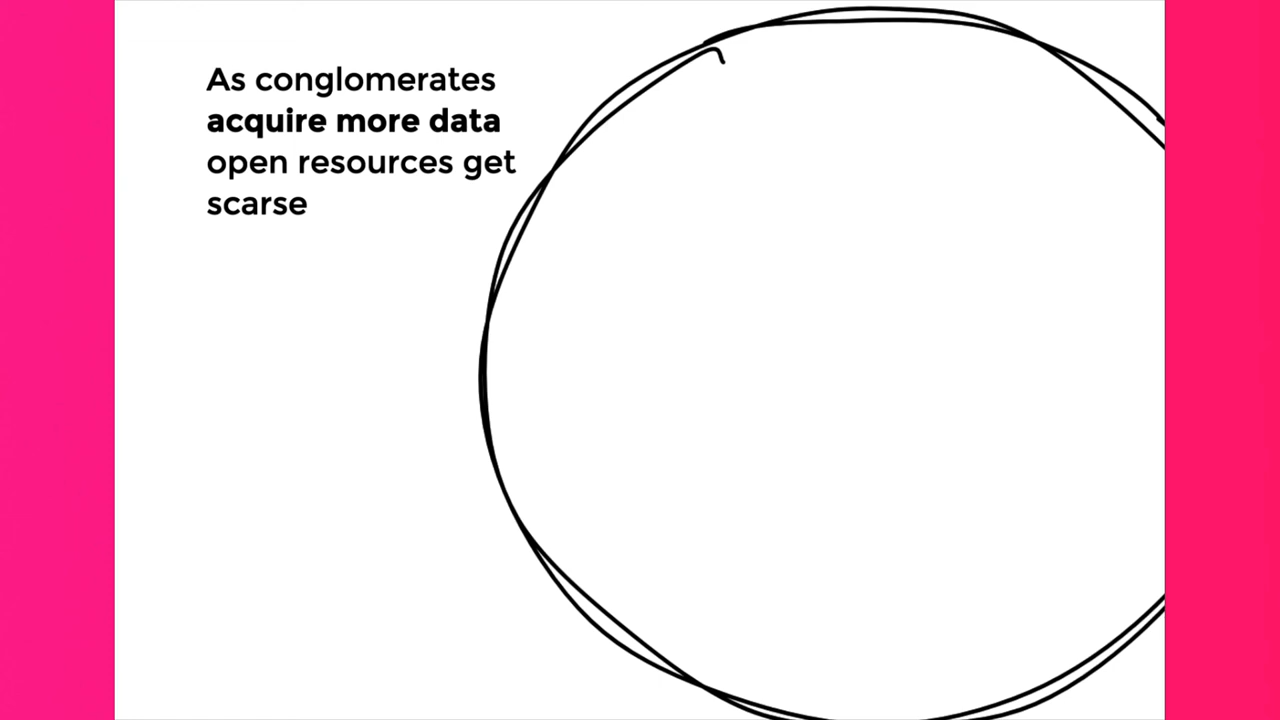 As conglomerates
acquire more data
open resources get
scarse